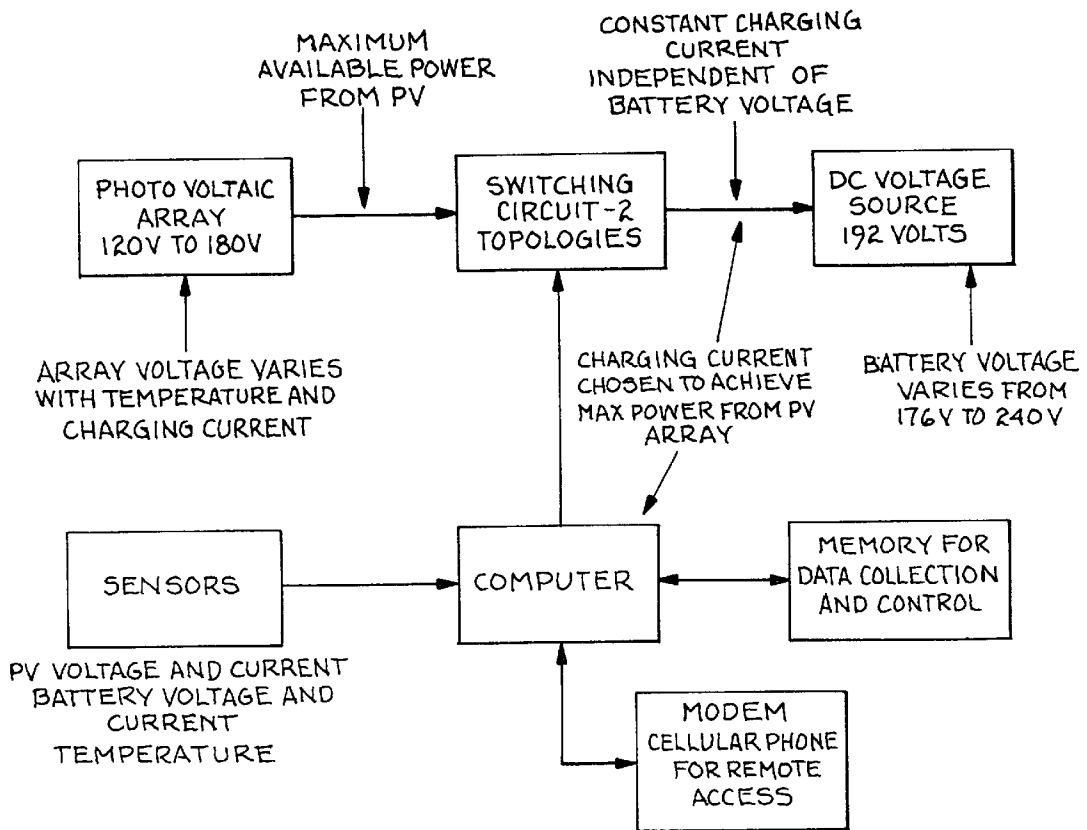 MAXIMUM
AVAILABLE POWER
FROM PV
CONSTANT CHARGING
CURRENT
INDEPENDENT OF
BATTERY VOLTAGE
PHOTO VOLTAIC
ARRAY
120V TO 180V
SWITCHING
CIRCUIT-2
TOPOLOGIES
DC VOLTAGE
SOURCE
192 VOLTS
ARRAY VOLTAGE VARIES
WITH TEMPERATURE AND
CHARGING CURRENT
CHARGING CURRENT
CHOSEN TO ACHIEVE
MAX POWER FROM PV
ARRAY
BATTERY VOLTAGE
VARIES FROM
176V TO 240V
SENSORS
COMPUTER
MEMORY FOR
DATA COLLECTION
AND CONTROL
PV VOLTAGE AND CURRENT
BATTERY VOLTAGE AND
CURRENT
TEMPERATURE
MODEM
CELLULAR PHONE
FOR REMOTE
ACCESS